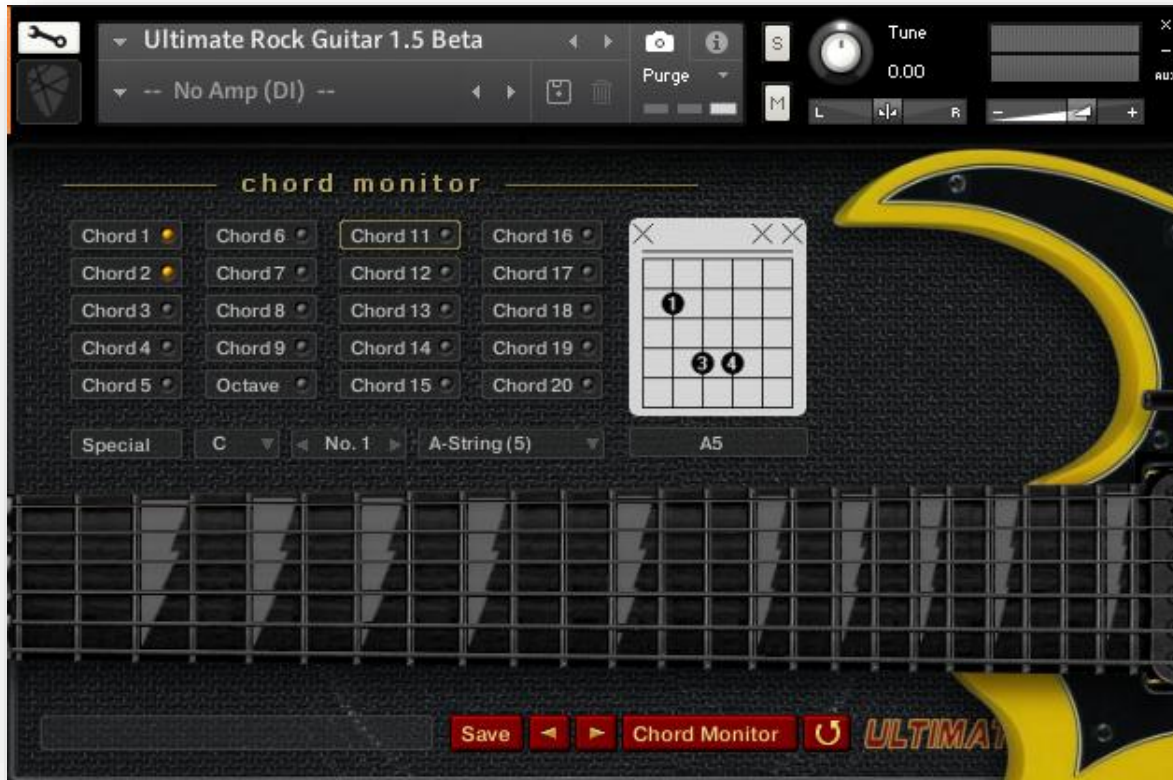 Ultimate Rock Guitar 1.5 Beta
-- No Amp (DI) --
Purge
S
M
Tune
0.00
L R
- +
AUX
chord monitor
Chord 1 Chord 6 Chord 11 Chord 16
Chord 2 Chord 7 Chord 12 Chord 17
Chord 3 Chord 8 Chord 13 Chord 18
Chord 4 Chord 9 Chord 14 Chord 19
Chord 5 Octave Chord 15 Chord 20
X X X
1
3 4
Special C No. 1 A-String (5) A5
Save Chord Monitor ULTIMAT